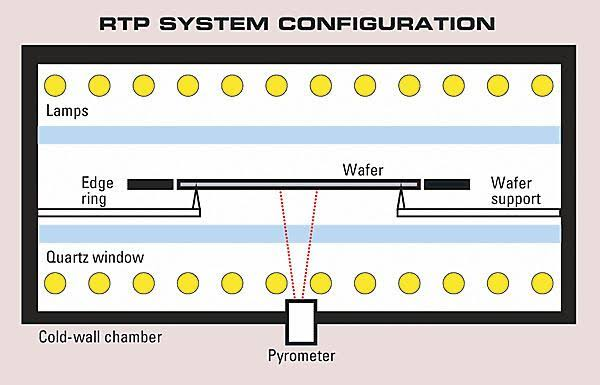 RTP SYSTEM CONFIGURATION
Lamps
Wafer
Edge
ring
Wafer
support
Quartz window
Cold-wall chamber
Pyrometer